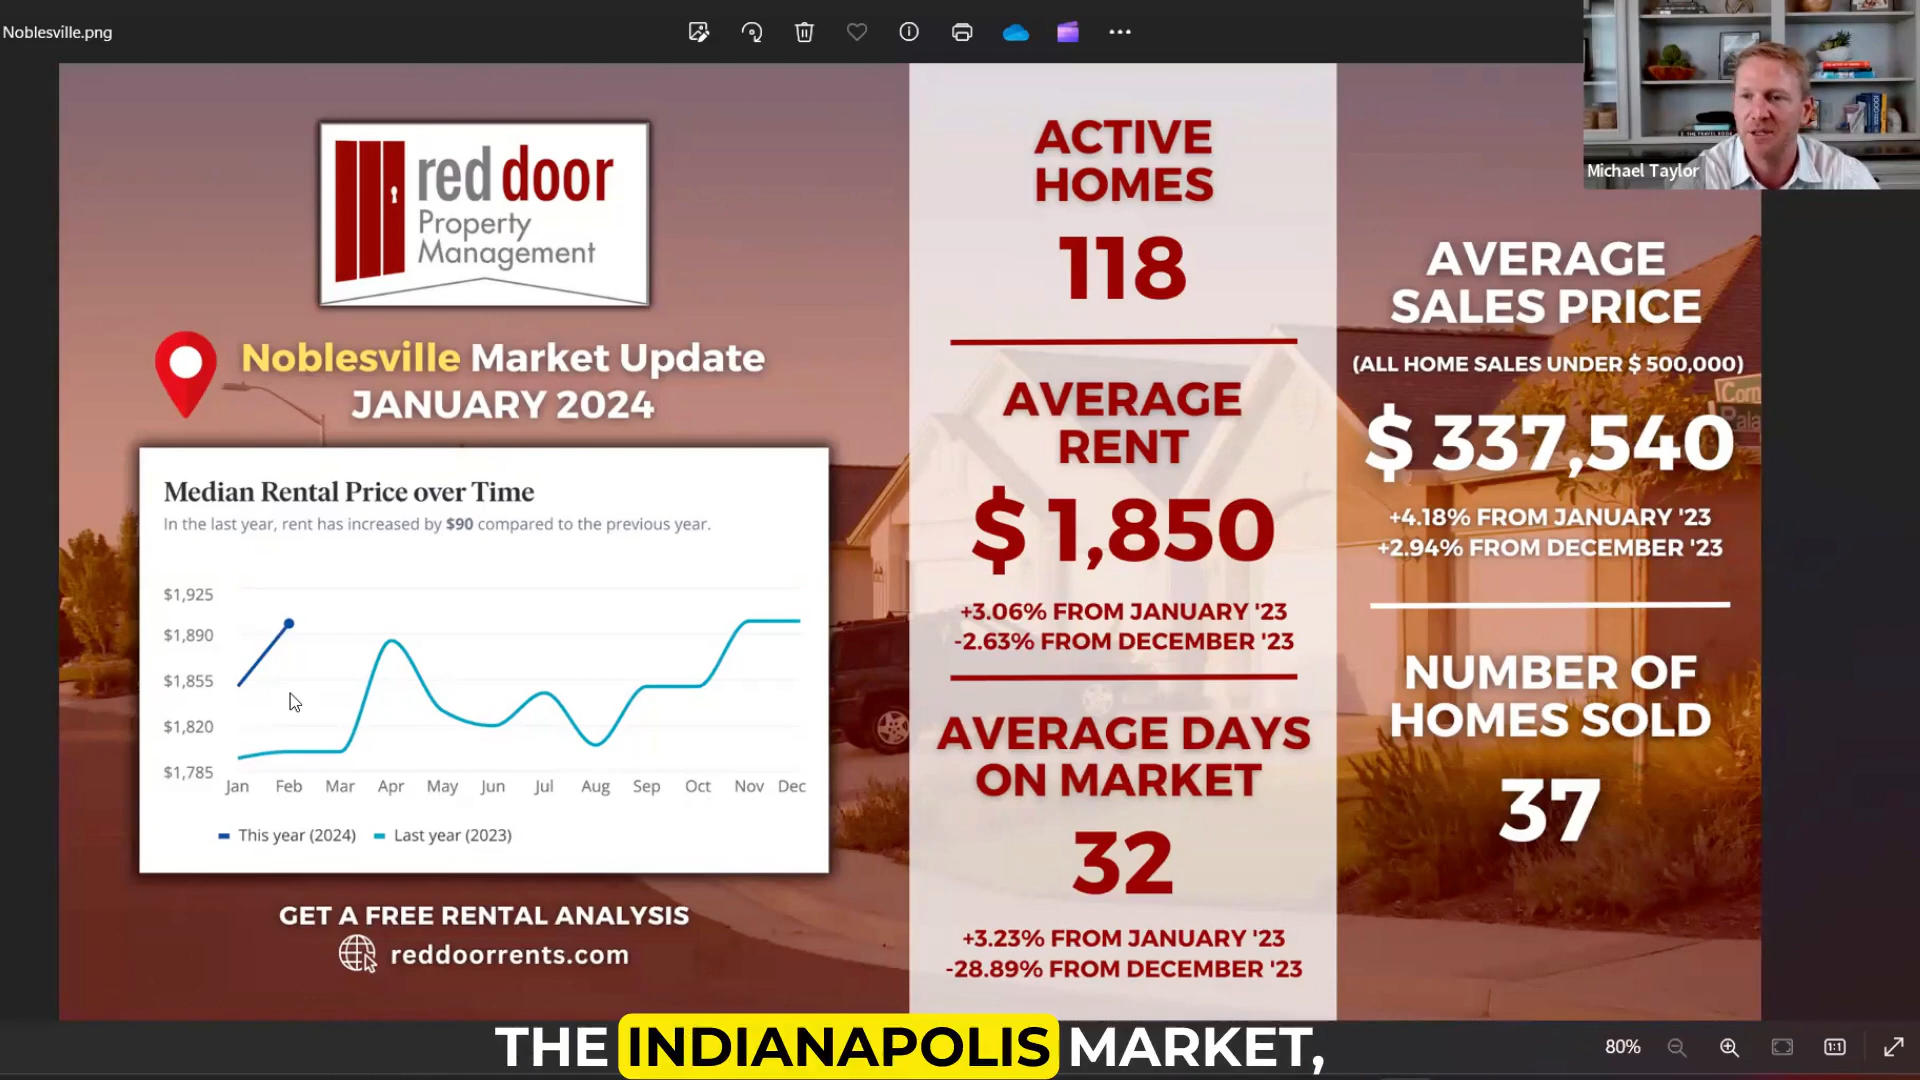 Noblesville.png
red door
Property
Management
Noblesville Market Update
JANUARY 2024
Median Rental Price over Time
In the last year, rent has increased by $90 compared to the previous year.
$1,925
$1,890
$1,855
$1,820
$1,785
Jan Feb Mar Apr May Jun Jul Aug Sep Oct Nov Dec
This year (2024) Last year (2023)
GET A FREE RENTAL ANALYSIS
reddoorrents.com
ACTIVE
HOMES
118
AVERAGE
RENT
$ 1,850
+3.06% FROM JANUARY '23
-2.63% FROM DECEMBER '23
AVERAGE DAYS
ON MARKET
32
+3.23% FROM JANUARY '23
-28.89% FROM DECEMBER '23
Michael Taylor
AVERAGE
SALES PRICE
(ALL HOME SALES UNDER $ 500,000)
$ 337,540
+4.18% FROM JANUARY '23
+2.94% FROM DECEMBER '23
NUMBER OF
HOMES SOLD
37
THE INDIANAPOLIS MARKET,
80%
1:1